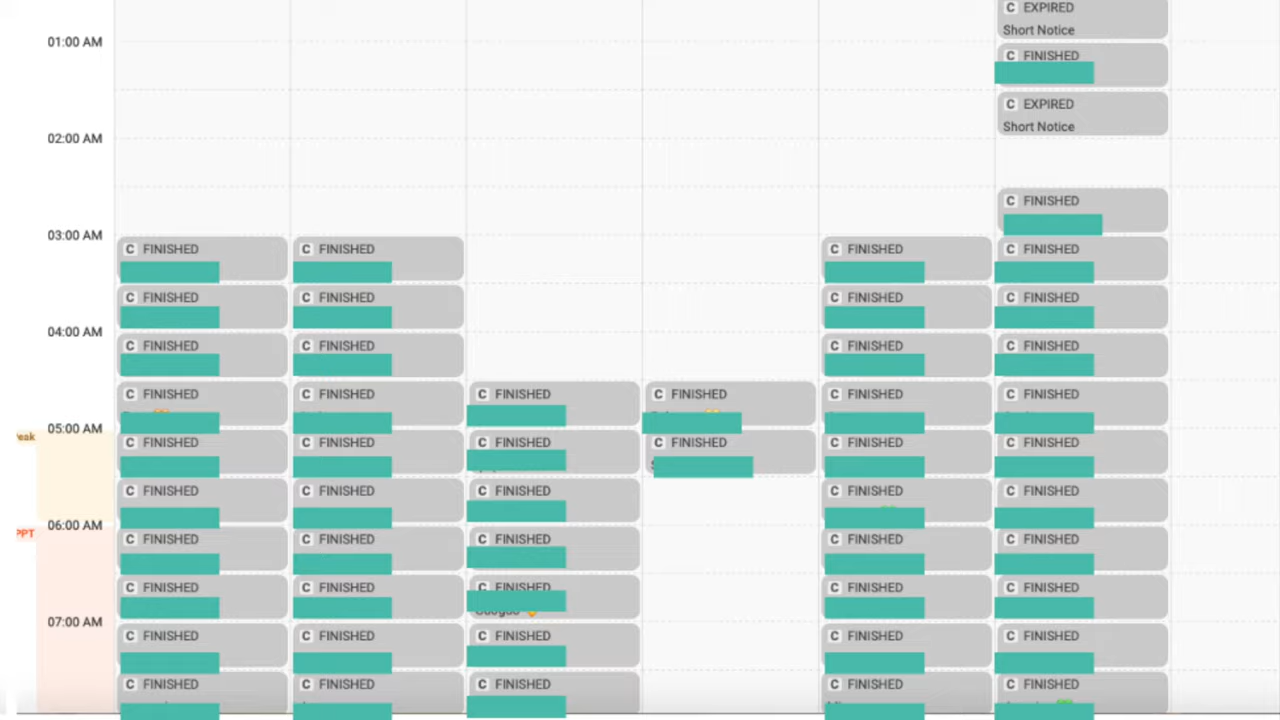 C EXPIRED
Short Notice
01:00 AM
C FINISHED
C EXPIRED
Short Notice
02:00 AM
C FINISHED
03:00 AM
C FINISHED C FINISHED C FINISHED C FINISHED
C FINISHED C FINISHED C FINISHED C FINISHED
04:00 AM
C FINISHED C FINISHED C FINISHED C FINISHED
C FINISHED C FINISHED C FINISHED C FINISHED C FINISHED C FINISHED
05:00 AM
eak
C FINISHED C FINISHED C FINISHED C FINISHED C FINISHED C FINISHED
C FINISHED C FINISHED C FINISHED C FINISHED C FINISHED
06:00 AM
PPT
C FINISHED C FINISHED C FINISHED C FINISHED C FINISHED
C FINISHED C FINISHED C FINISHED C FINISHED C FINISHED
07:00 AM
C FINISHED C FINISHED C FINISHED C FINISHED C FINISHED
C FINISHED C FINISHED C FINISHED C FINISHED C FINISHED